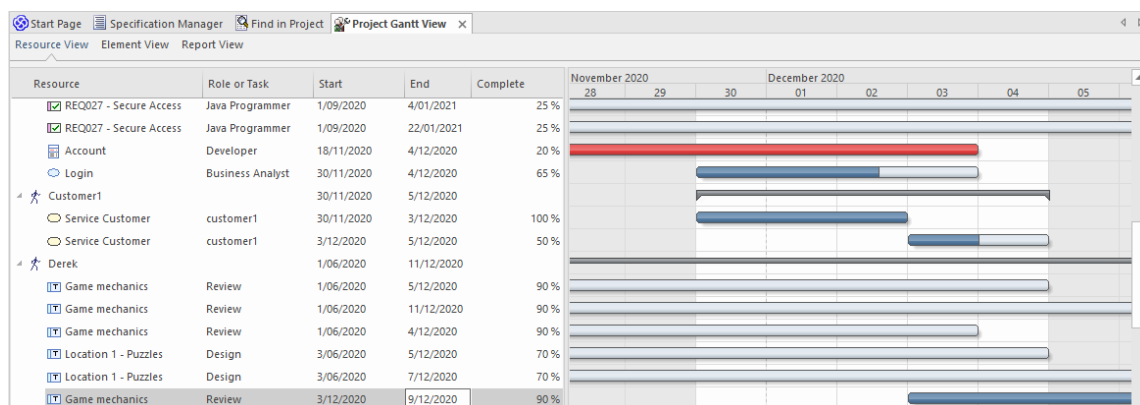 Start Page Specification Manager Find in Project Project Gantt View ×
Resource View Element View Report View
Resource Role or Task Start End Complete November 2020 December 2020
28 29 30 01 02 03 04 05
REQ027 - Secure Access Java Programmer 1/09/2020 4/01/2021 25 %
REQ027 - Secure Access Java Programmer 1/09/2020 22/01/2021 25 %
Account Developer 18/11/2020 4/12/2020 20 %
Login Business Analyst 30/11/2020 4/12/2020 65 %
Customer1 30/11/2020 5/12/2020
Service Customer customer1 30/11/2020 3/12/2020 100 %
Service Customer customer1 3/12/2020 5/12/2020 50 %
Derek 1/06/2020 11/12/2020
Game mechanics Review 1/06/2020 5/12/2020 90 %
Game mechanics Review 1/06/2020 11/12/2020 90 %
Game mechanics Review 1/06/2020 4/12/2020 90 %
Location 1 - Puzzles Design 3/06/2020 5/12/2020 70 %
Location 1 - Puzzles Design 3/06/2020 7/12/2020 70 %
Game mechanics Review 3/12/2020 9/12/2020 90 %